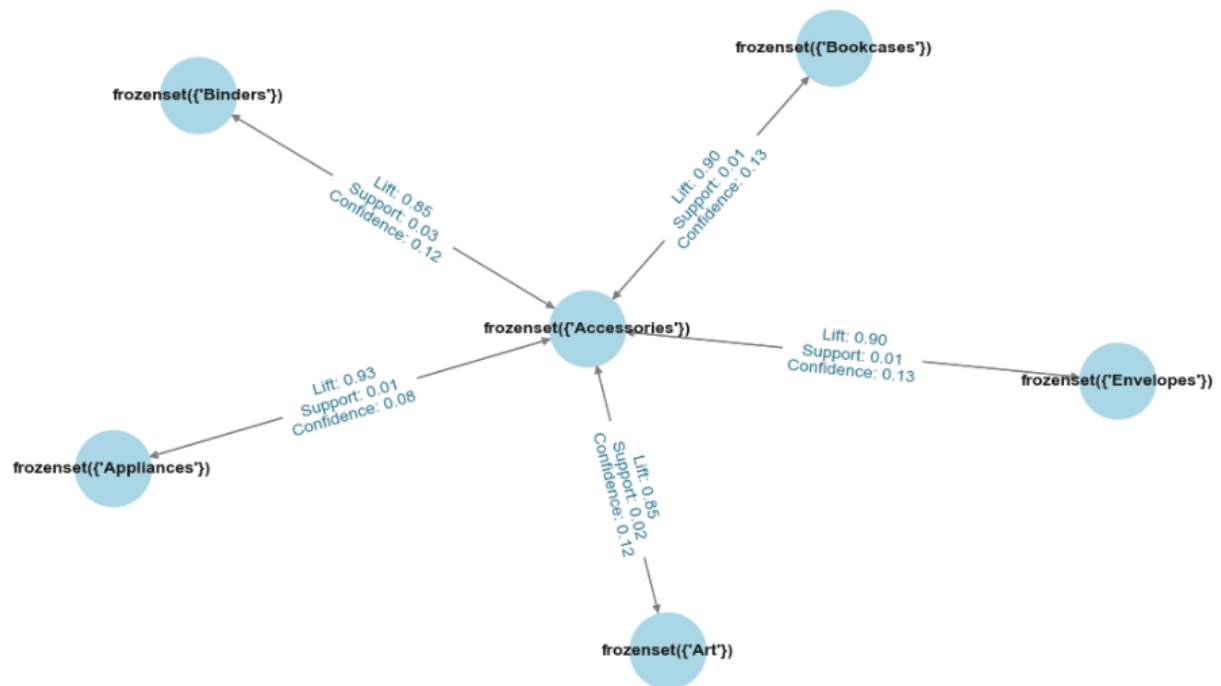 frozenset({'Bookcases'})
frozenset({'Binders'})
Lift: 0.90
Support: 0.01
Confidence: 0.13
Lift: 0.85
Support: 0.03
Confidence: 0.12
frozenset({'Accessories'})
Lift: 0.90
Support: 0.01
Confidence: 0.13
frozenset({'Envelopes'})
Lift: 0.93
Support: 0.01
Confidence: 0.08
frozenset({'Appliances'})
Lift: 0.85
Support: 0.02
Confidence: 0.12
frozenset({'Art'})